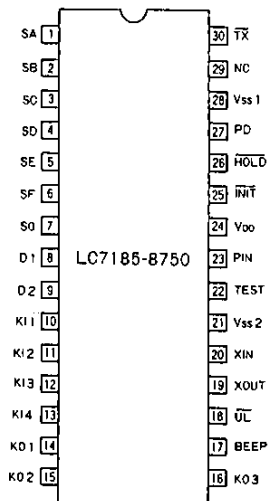 SA 1 30 TX
SB 2 29 NC
SC 3 28 Vss1
SD 4 27 PD
SE 5 26 HOLD
SF 6 25 INIT
SG 7 24 VDD
D1 8 LC7185-8750 23 PIN
D2 9 22 TEST
KI1 10 21 Vss2
KI2 11 20 XIN
KI3 12 19 XOUT
KI4 13 18 UL
KO1 14 17 BEEP
KO2 15 16 KO3